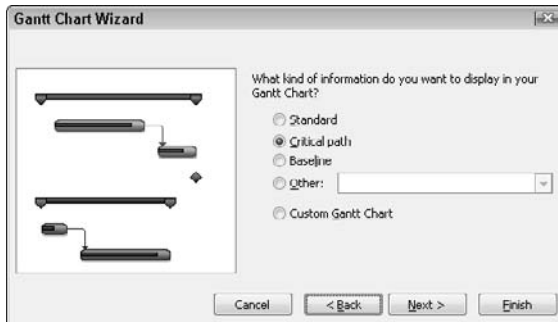 Gantt Chart Wizard
What kind of information do you want to display in your
Gantt Chart?
Standard
Critical path
Baseline
Other:
Custom Gantt Chart
Cancel
< Back
Next >
Finish